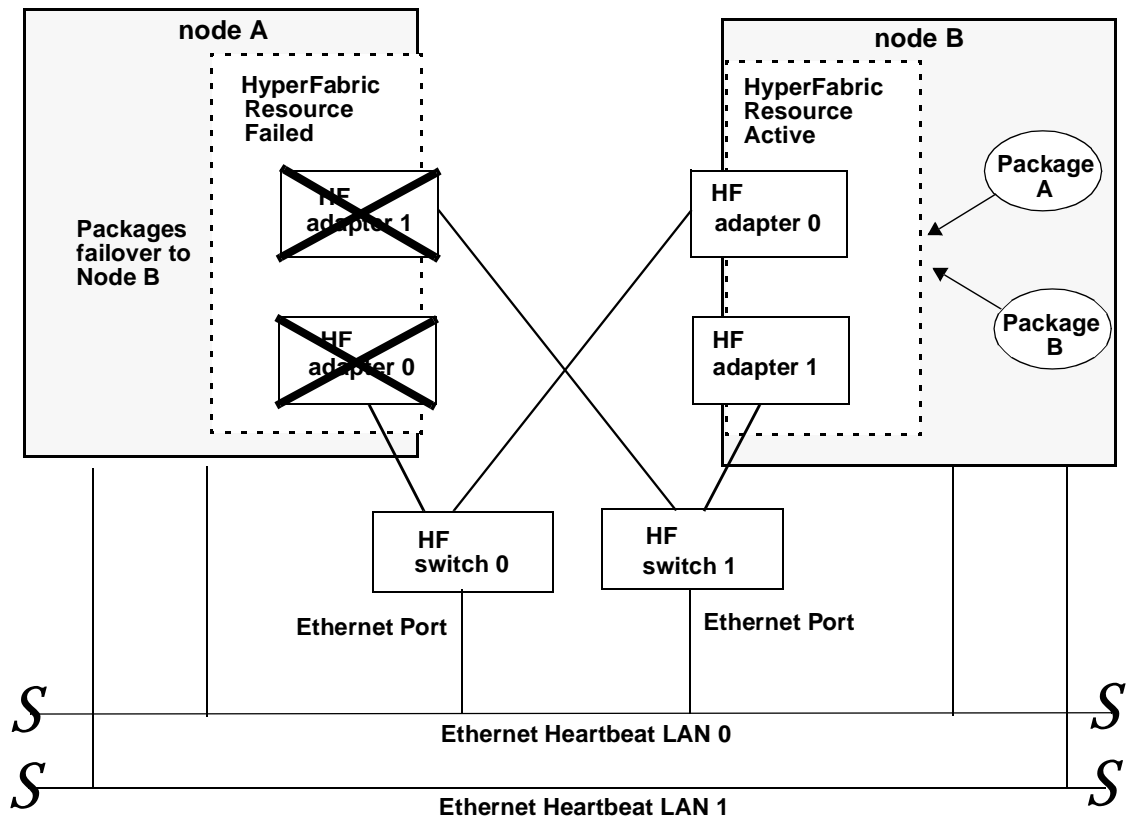 node A
HyperFabric
Resource
Failed
HF
adapter 1
Packages
failover to
Node B
HF
adapter 0
node B
HyperFabric
Resource
Active
HF
adapter 0
HF
adapter 1
Package
A
Package
B
HF
switch 0
HF
switch 1
Ethernet Port
Ethernet Port
S
S
Ethernet Heartbeat LAN 0
S
S
Ethernet Heartbeat LAN 1